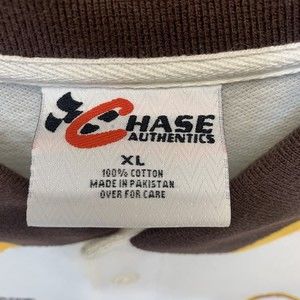 CHASE
AUTHENTICS
XL
100% COTTON
MADE IN PAKISTAN
OVER FOR CARE